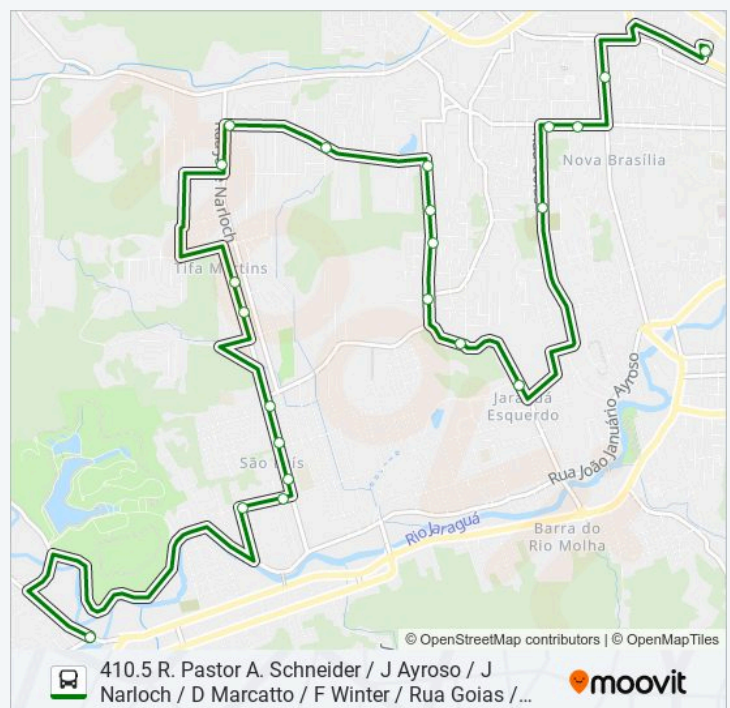 Nova Brasília
Narloch
Tifa Martins
Jaraguá
Esquerdo
Rua João Januário Ayroso
São Luís
Rio Jaraguá
Barra do
Rio Molha
© OpenStreetMap contributors | © OpenMapTiles
410.5 R. Pastor A. Schneider / J Ayroso / J
Narloch / D Marcatto / F Winter / Rua Goias /...
moovit